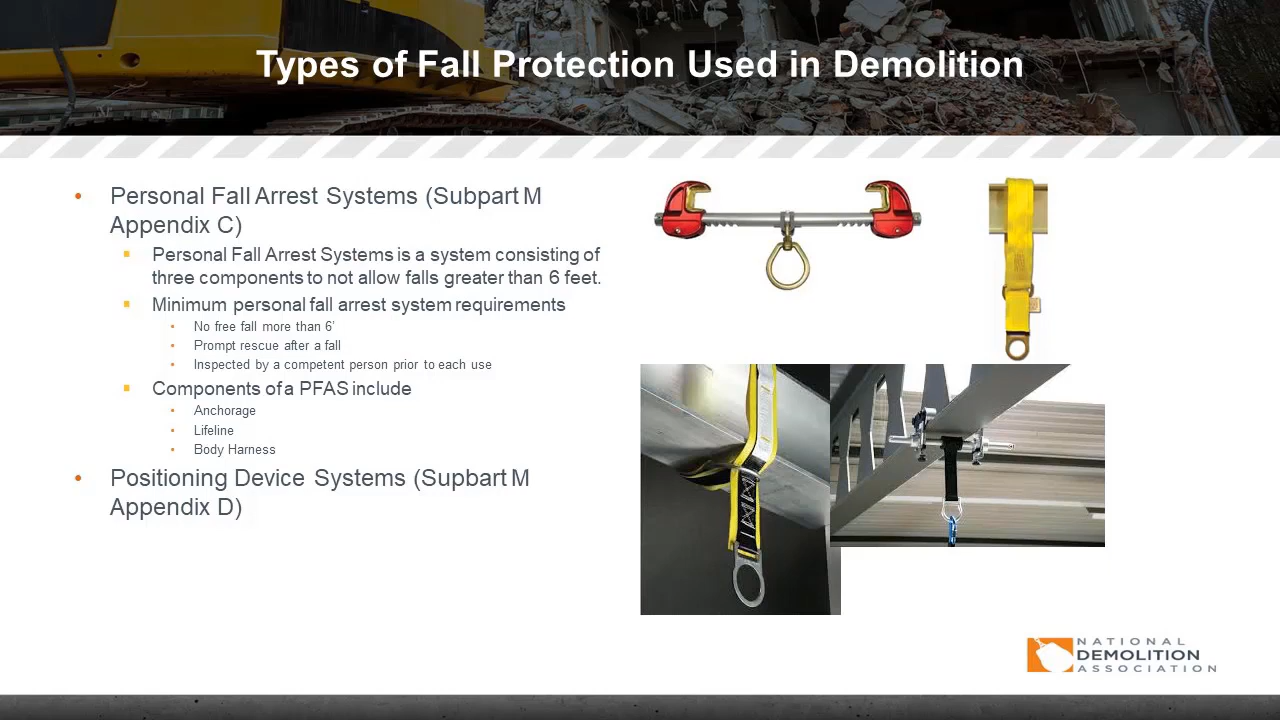 Types of Fall Protection Used in Demolition
• Personal Fall Arrest Systems (Subpart M
Appendix C)
▪ Personal Fall Arrest Systems is a system consisting of
three components to not allow falls greater than 6 feet.
▪ Minimum personal fall arrest system requirements
• No free fall more than 6'
• Prompt rescue after a fall
• Inspected by a competent person prior to each use
▪ Components of a PFAS include
• Anchorage
• Lifeline
• Body Harness
• Positioning Device Systems (Supbart M
Appendix D)
NATIONAL
DEMOLITION
ASSOCIATION